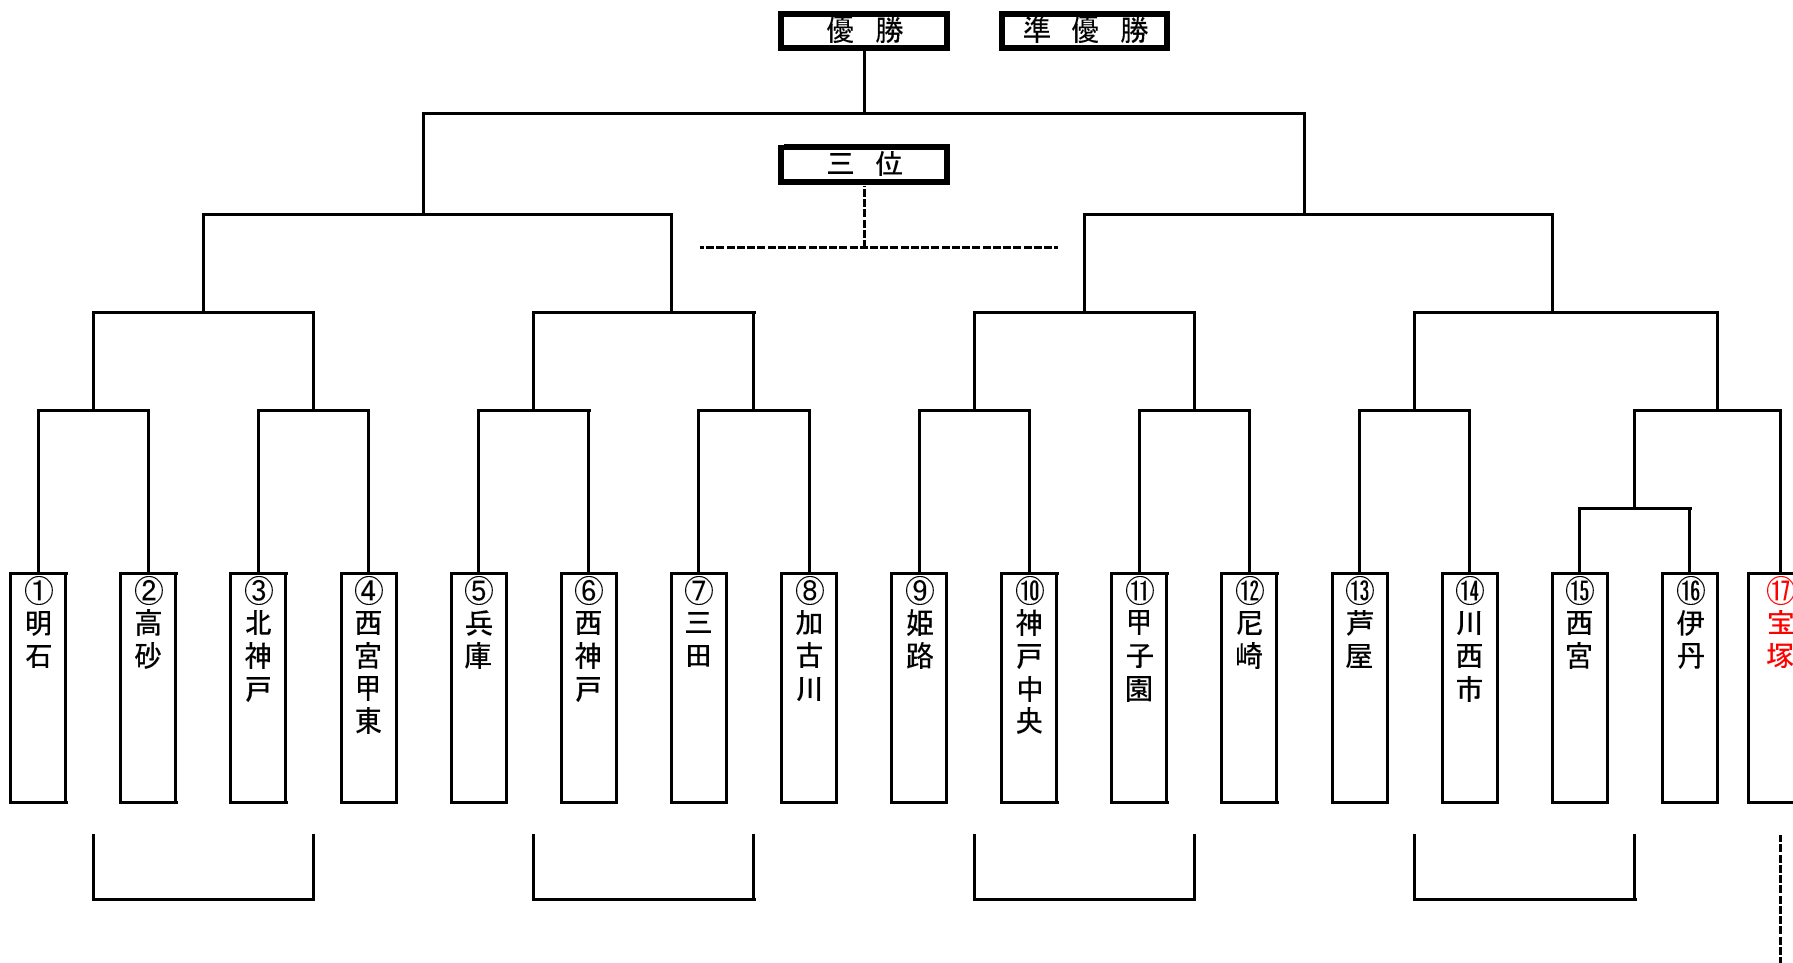 優勝
準優勝
三位
①明石
②高砂
③北神戸
④西宮甲東
⑤兵庫
⑥西神戸
⑦三田
⑧加古川
⑨姫路
⑩神戸中央
⑪甲子園
⑫尼崎
⑬芦屋
⑭川西市
⑮西宮
⑯伊丹
⑰宝塚